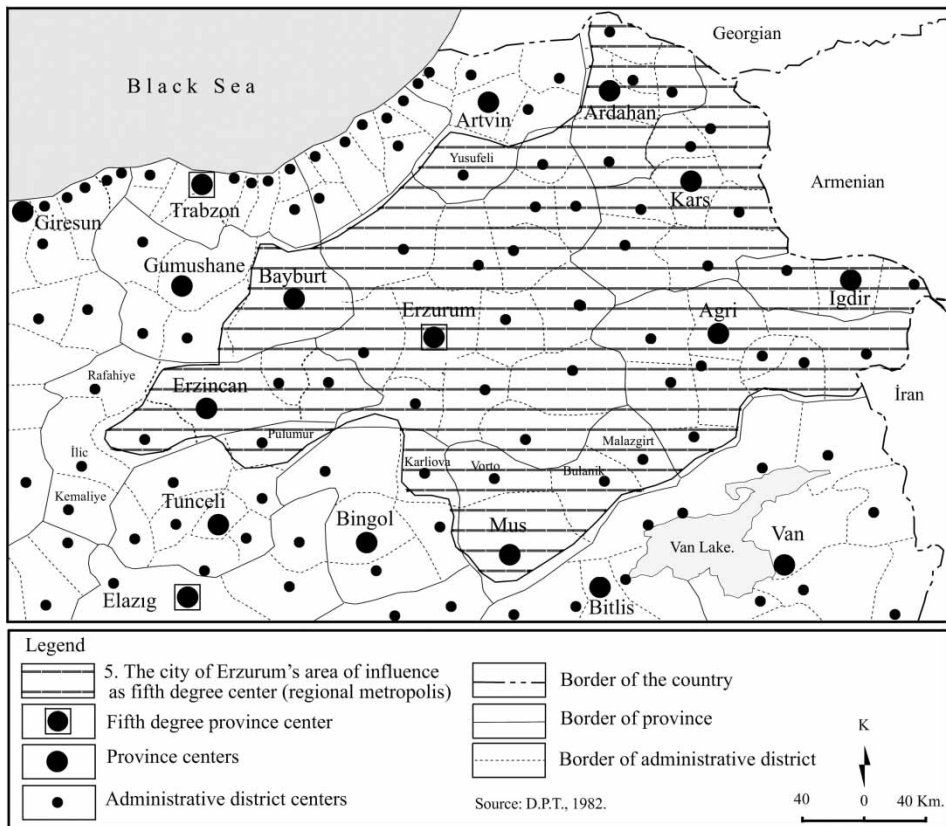 Georgian
Black Sea
Artvin
Ardahan
Yusufeli
Armenian
Trabzon
Kars
Giresun
Gumushane
Bayburt
Igdir
Erzurum
Agri
Rafahiye
Erzincan
İran
Pulumur
Malazgirt
İlic
Karliova
Vorto
Bulanik
Kemaliye
Tunceli
Bingol
Mus
Van
Van Lake.
Elazıg
Bitlis
Legend
5. The city of Erzurum's area of influence
as fifth degree center (regional metropolis)
Fifth degree province center
Province centers
Administrative district centers
Border of the country
Border of province
Border of administrative district
Source: D.P.T., 1982.
K
40 0 40 Km.